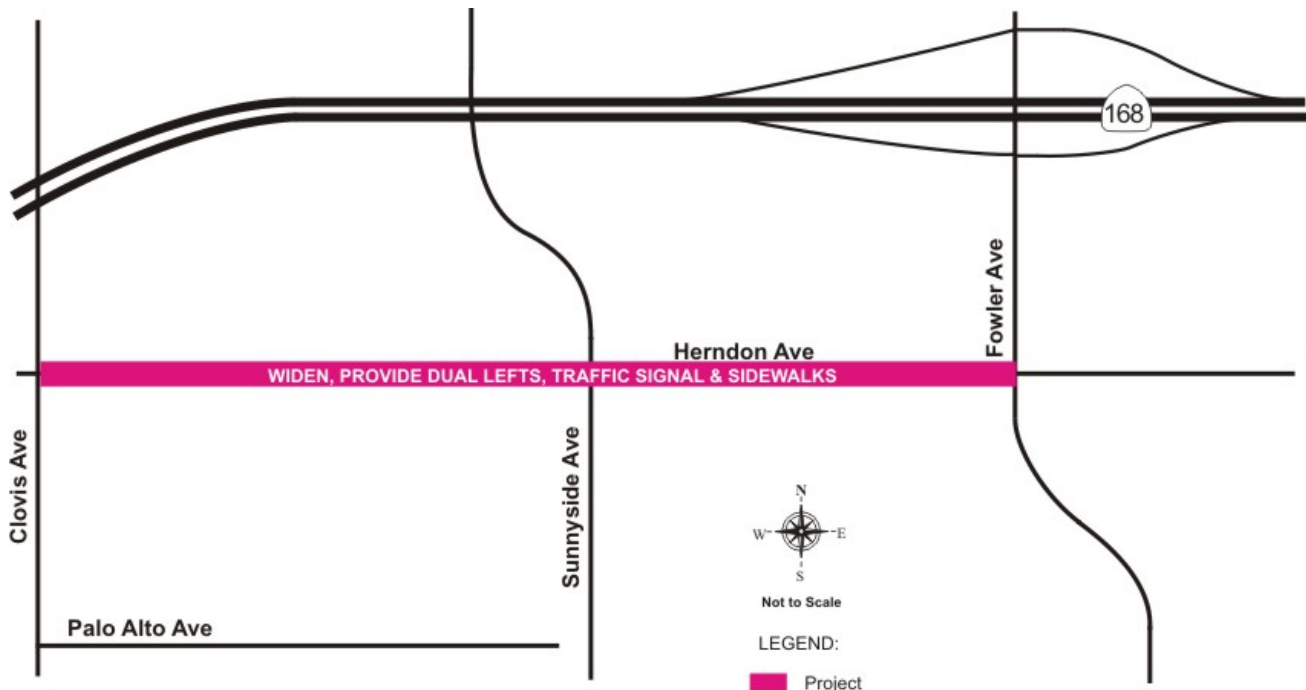 168
Fowler Ave
Herndon Ave
WIDEN, PROVIDE DUAL LEFTS, TRAFFIC SIGNAL & SIDEWALKS
Clovis Ave
Sunnyside Ave
N
W
E
S
Not to Scale
Palo Alto Ave
LEGEND:
Project